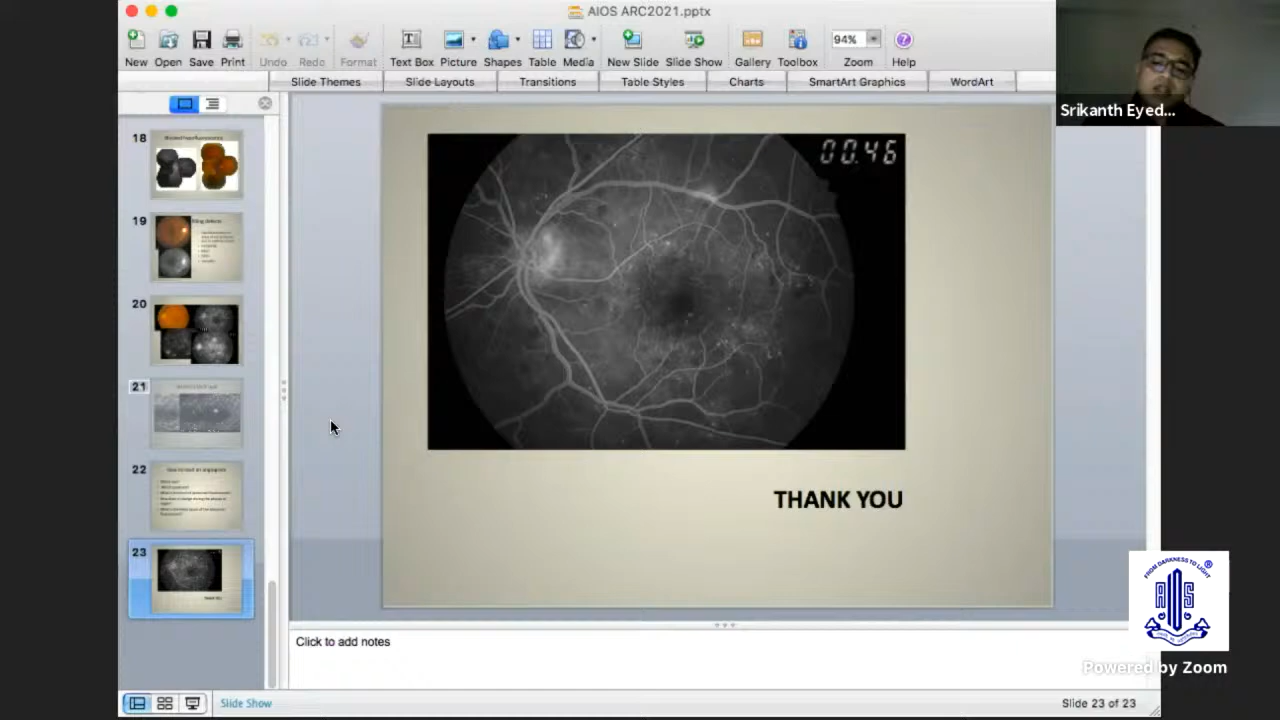 AIOS ARC2021.pptx
New Open Save Print Undo Redo Format Text Box Picture Shapes Table Media New Slide Slide Show Gallery Toolbox 94% Zoom Help
Slide Themes Slide Layouts Transitions Table Styles Charts SmartArt Graphics WordArt
Srikanth Eyed...
18
19
20
21
22
23
00.46
THANK YOU
Click to add notes
FROM DARKNESS TO LIGHT
®
AIOS
Powered by Zoom
Slide Show
Slide 23 of 23